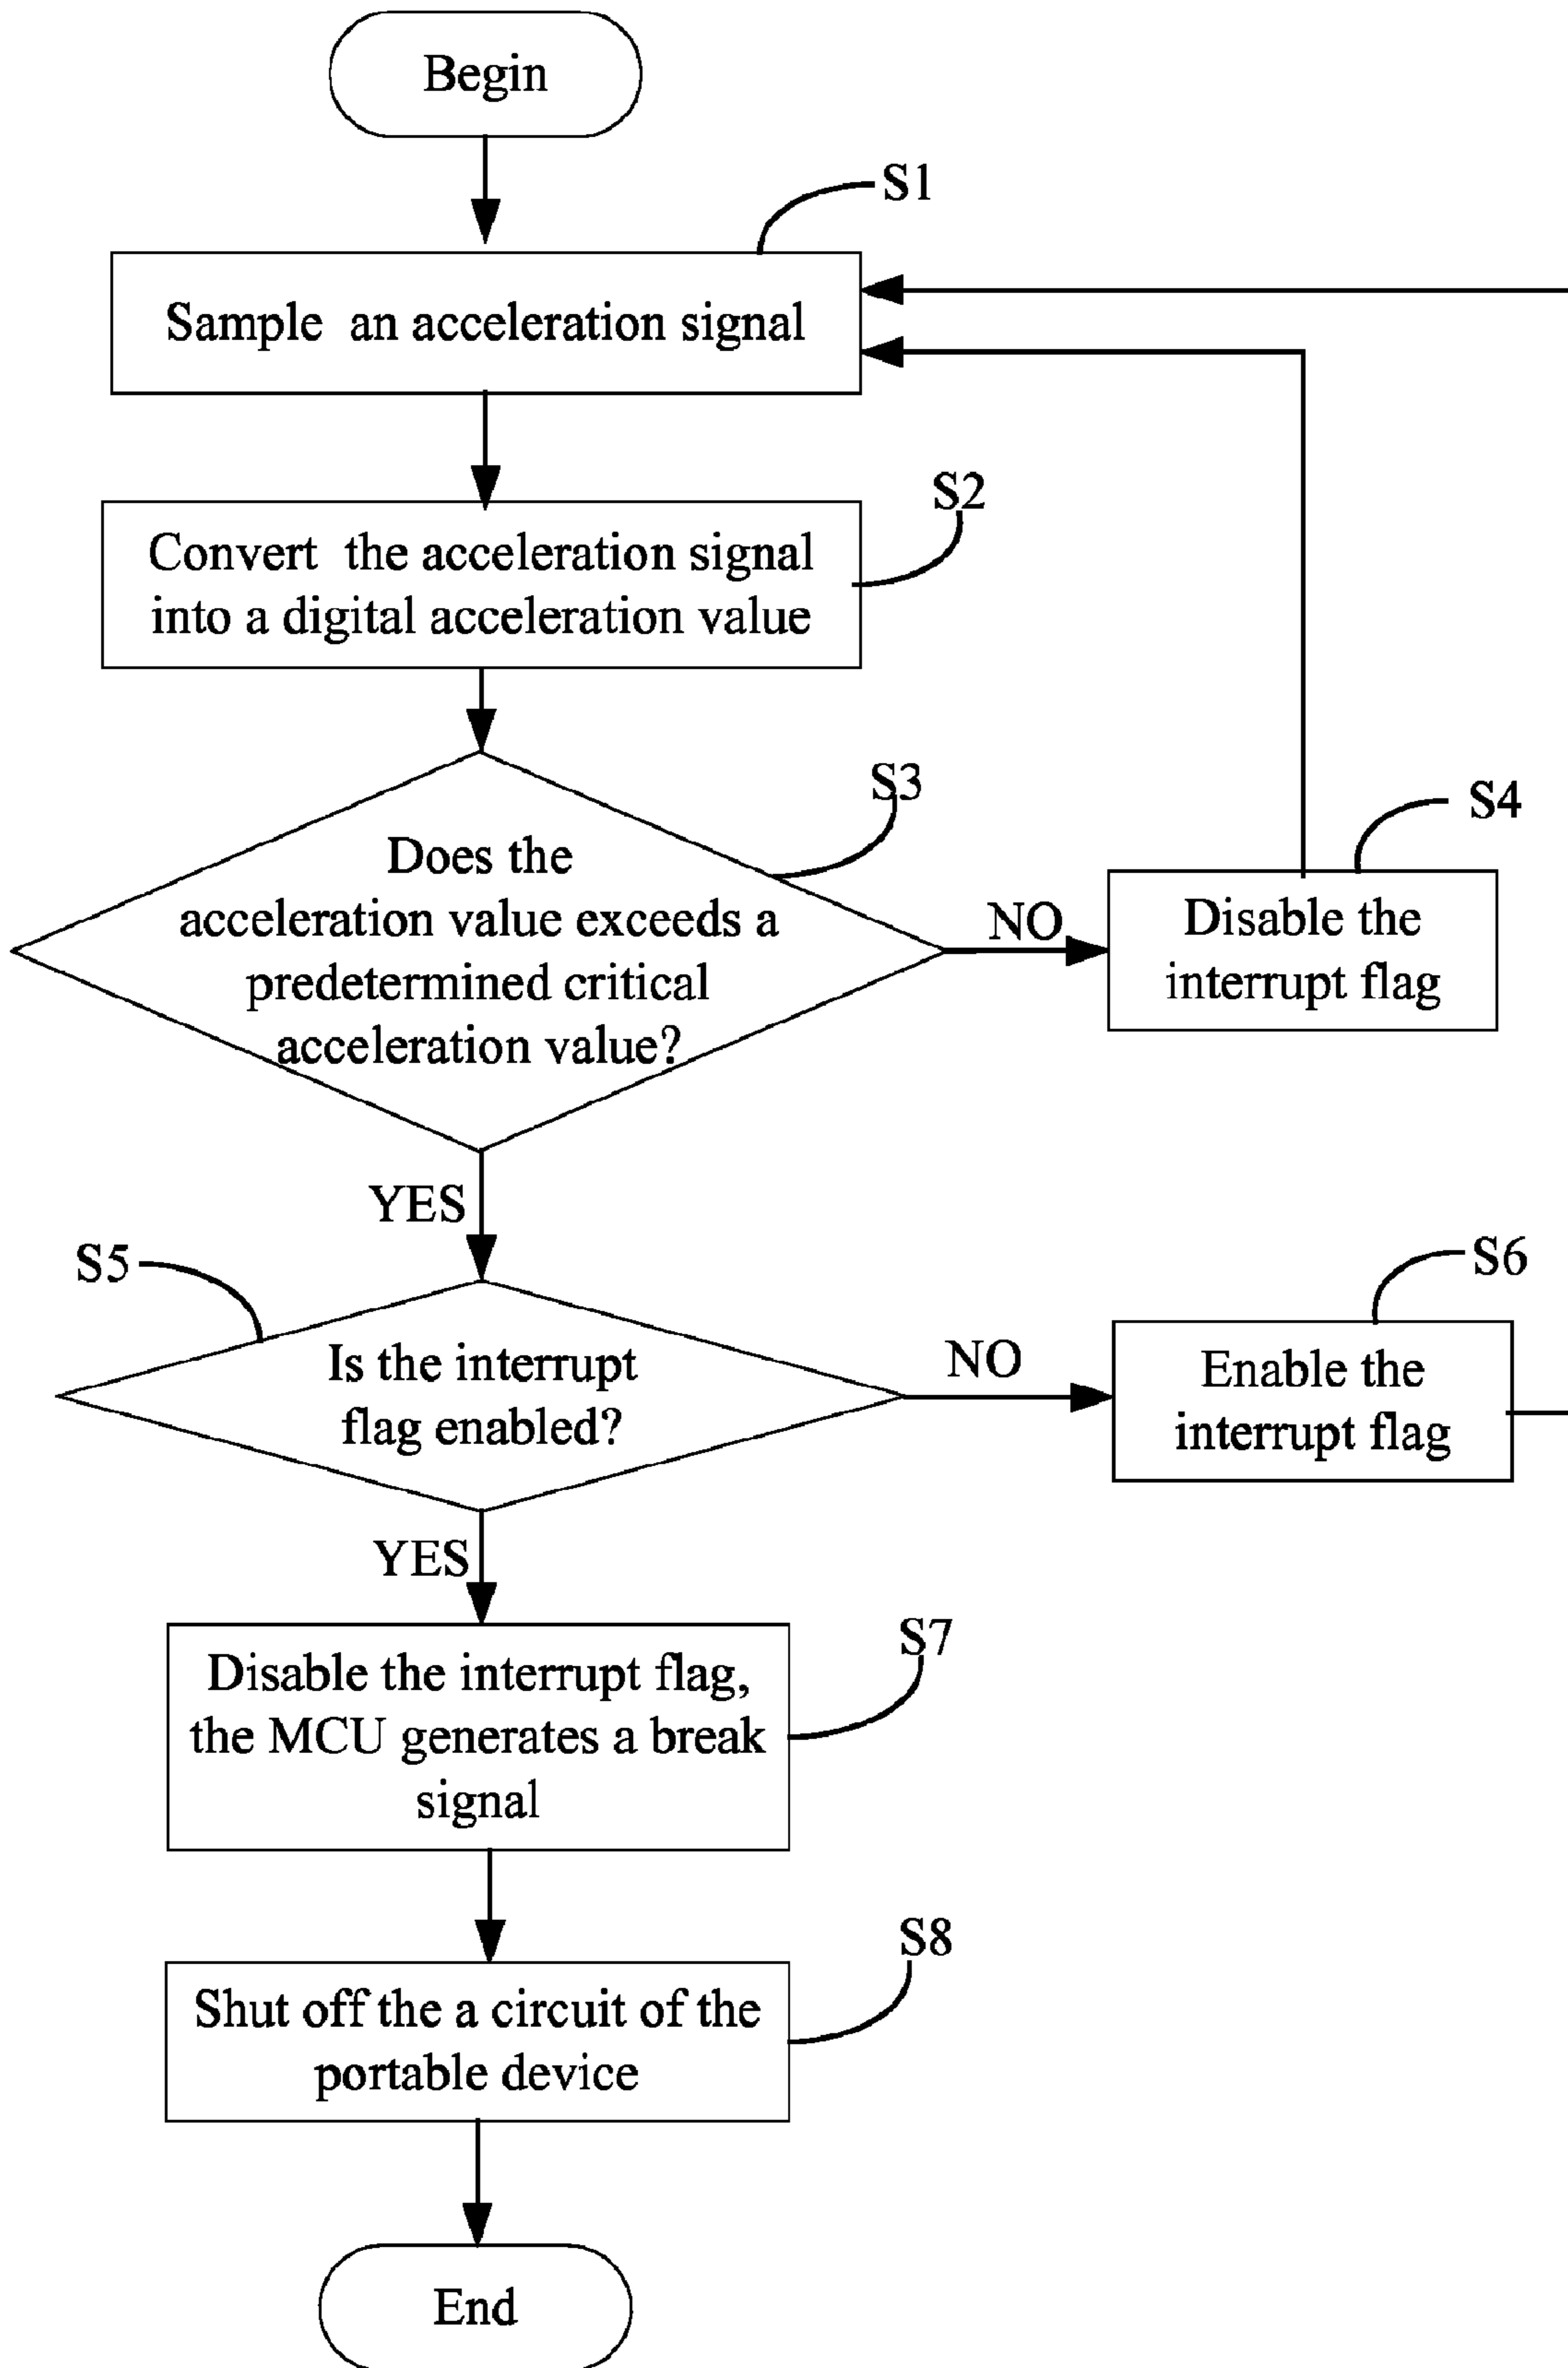 Begin
S1
Sample an acceleration signal
S2
Convert the acceleration signal
into a digital acceleration value
S3
Does the
acceleration value exceeds a
predetermined critical
acceleration value?
NO
S4
Disable the
interrupt flag
YES
S5
Is the interrupt
flag enabled?
NO
S6
Enable the
interrupt flag
YES
S7
Disable the interrupt flag,
the MCU generates a break
signal
S8
Shut off the a circuit of the
portable device
End